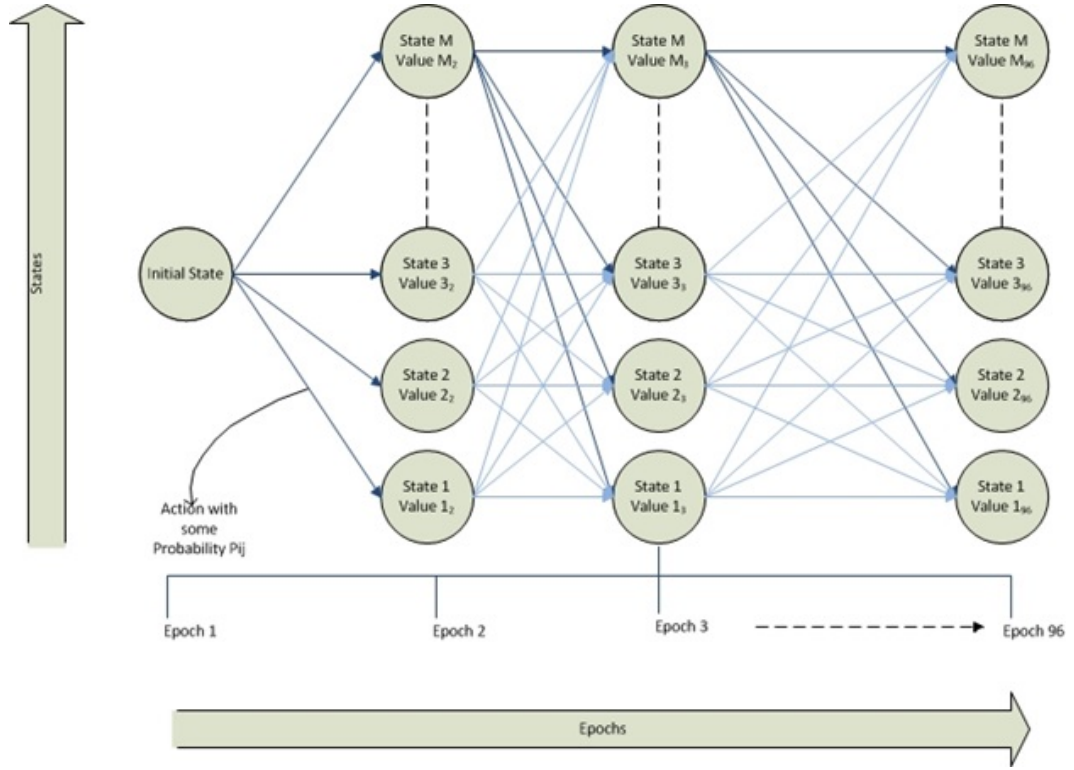 State M
Value M₂
State M
Value M₃
State M
Value M₉₆
States
Initial State
State 3
Value 3₂
State 3
Value 3₃
State 3
Value 3₉₆
State 2
Value 2₂
State 2
Value 2₃
State 2
Value 2₉₆
State 1
Value 1₂
State 1
Value 1₃
State 1
Value 1₉₆
Action with
some
Probability Pij
Epoch 1
Epoch 2
Epoch 3
Epoch 96
Epochs